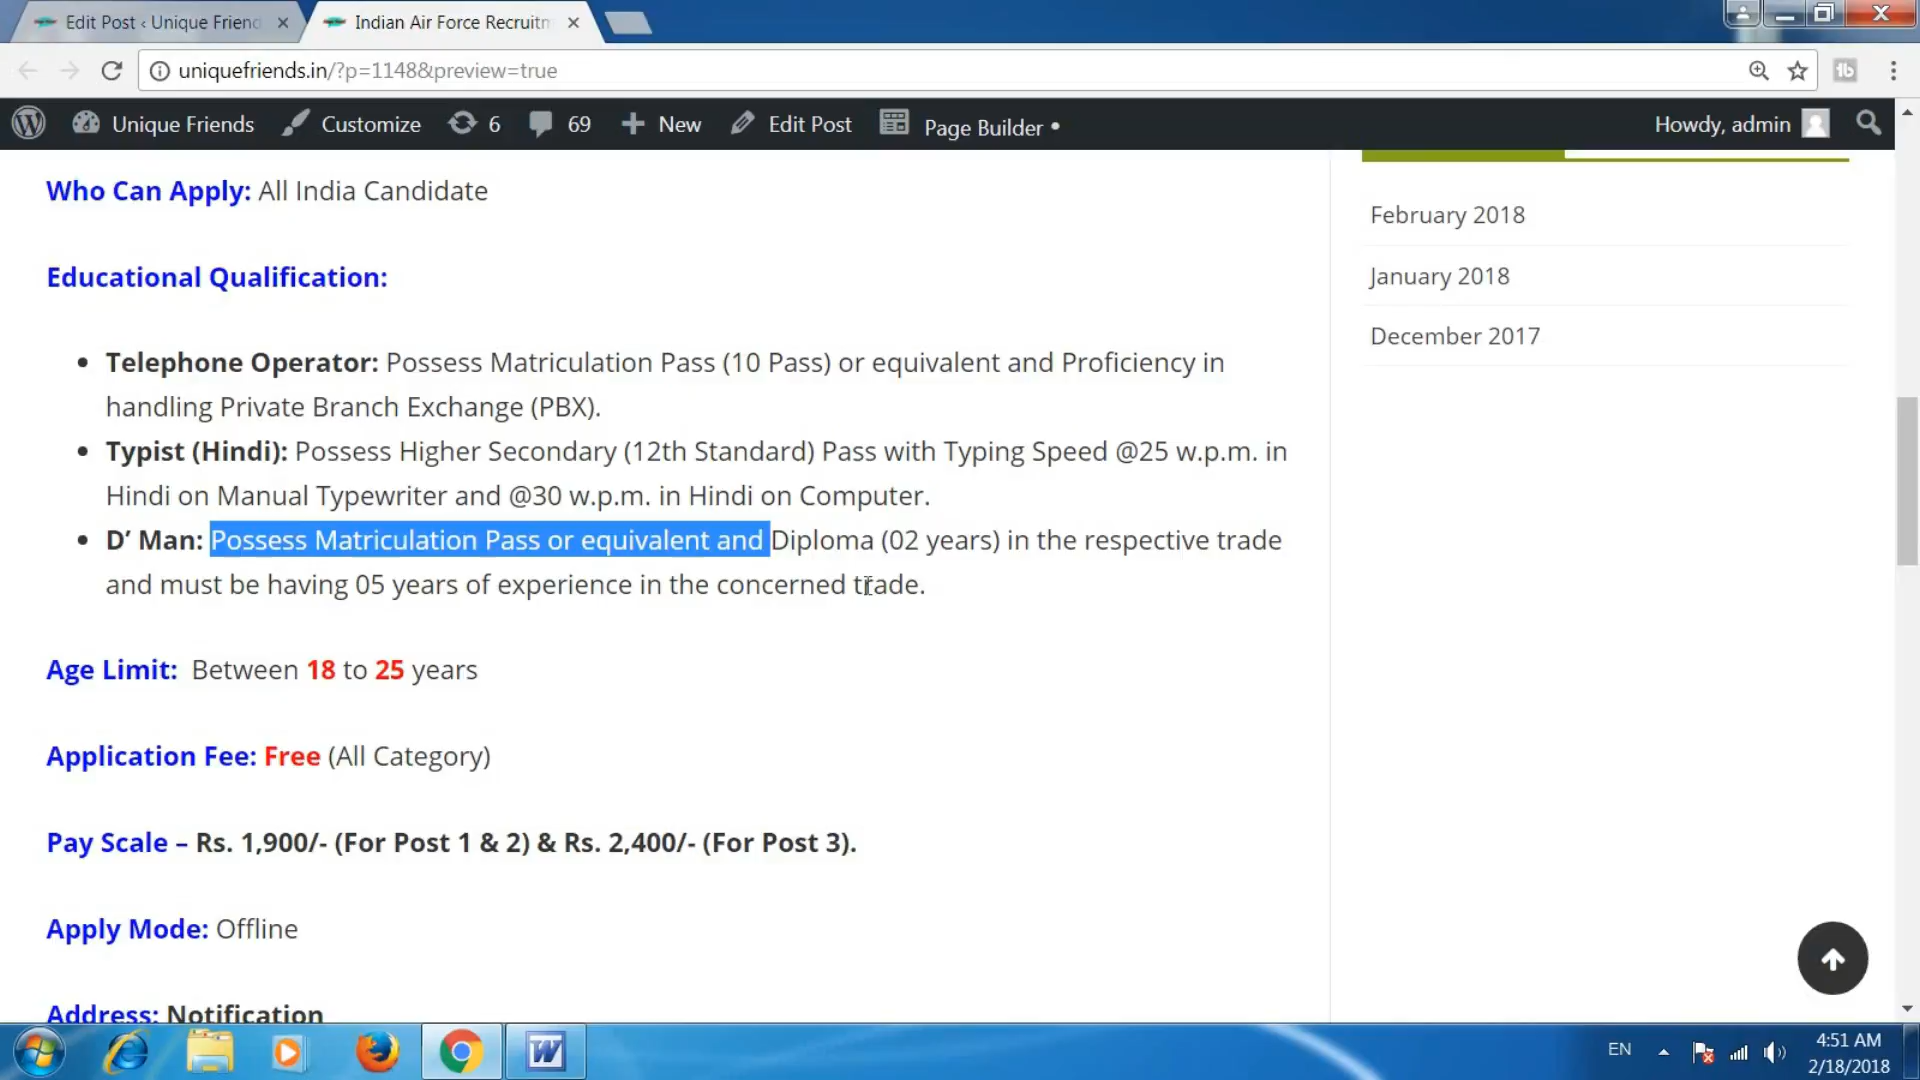 Edit Post ‹ Unique Friend
Indian Air Force Recruitm
uniquefriends.in/?p=1148&preview=true
Unique Friends
Customize
6
69
New
Edit Post
Page Builder •
Howdy, admin
Who Can Apply: All India Candidate
Educational Qualification:
• Telephone Operator: Possess Matriculation Pass (10 Pass) or equivalent and Proficiency in
handling Private Branch Exchange (PBX).
• Typist (Hindi): Possess Higher Secondary (12th Standard) Pass with Typing Speed @25 w.p.m. in
Hindi on Manual Typewriter and @30 w.p.m. in Hindi on Computer.
• D’ Man: Possess Matriculation Pass or equivalent and Diploma (02 years) in the respective trade
and must be having 05 years of experience in the concerned trade.
Age Limit: Between 18 to 25 years
Application Fee: Free (All Category)
Pay Scale – Rs. 1,900/- (For Post 1 & 2) & Rs. 2,400/- (For Post 3).
Apply Mode: Offline
Address: Notification
February 2018
January 2018
December 2017
EN
4:51 AM
2/18/2018